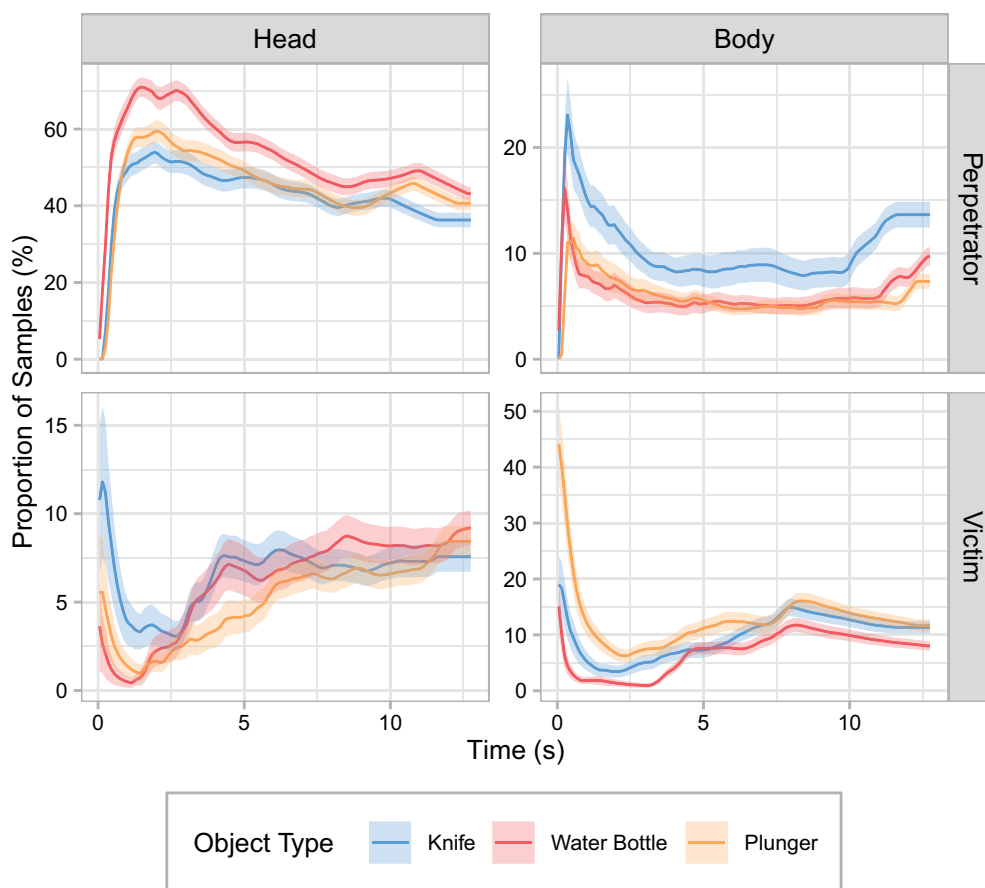 Head
Body
Proportion of Samples (%)
60
40
20
0
20
10
0
Perpetrator
15
10
5
0
50
40
30
20
10
0
Victim
0
5
10
0
5
10
Time (s)
Object Type
Knife
Water Bottle
Plunger